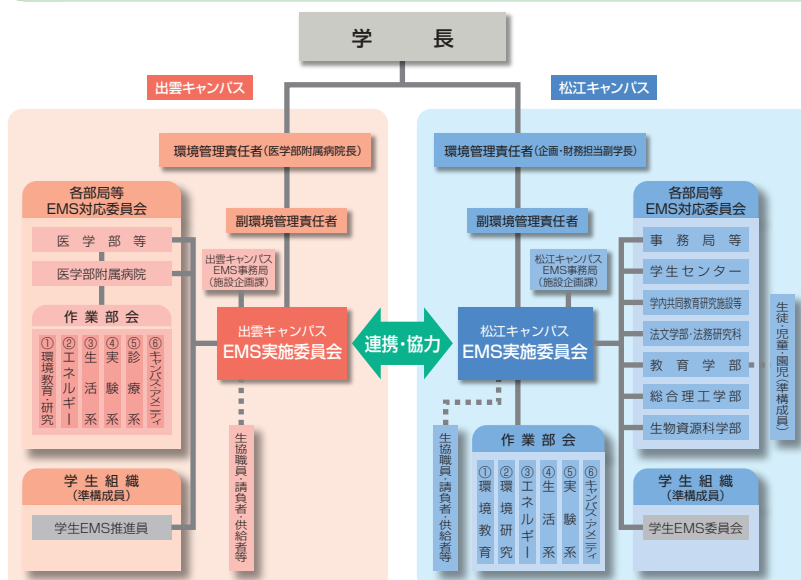 学長
出雲キャンパス
松江キャンパス
環境管理責任者(医学部附属病院長)
環境管理責任者(企画・財務担当副学長)
各部局等
EMS対応委員会
医学部等
医学部附属病院
作業部会
①環境教育・研究
②エネルギー
③生活系
④実験系
⑤診療系
⑥キャンパス・アメニティ
学生組織
(準構成員)
学生EMS推進員
副環境管理責任者
出雲キャンパス
EMS事務局
(施設企画課)
出雲キャンパス
EMS実施委員会
生協職員・請負者・供給者等
連携・協力
副環境管理責任者
松江キャンパス
EMS事務局
(施設企画課)
松江キャンパス
EMS実施委員会
生協職員・請負者・供給者等
作業部会
①環境教育
②環境研究
③エネルギー
④生活系
⑤実験系
⑥キャンパス・アメニティ
各部局等
EMS対応委員会
事務局等
学生センター
学内共同教育研究施設等
法文学部・法務研究科
教育学部
総合理工学部
生物資源科学部
生徒・児童・園児(準構成員)
学生組織
(準構成員)
学生EMS委員会